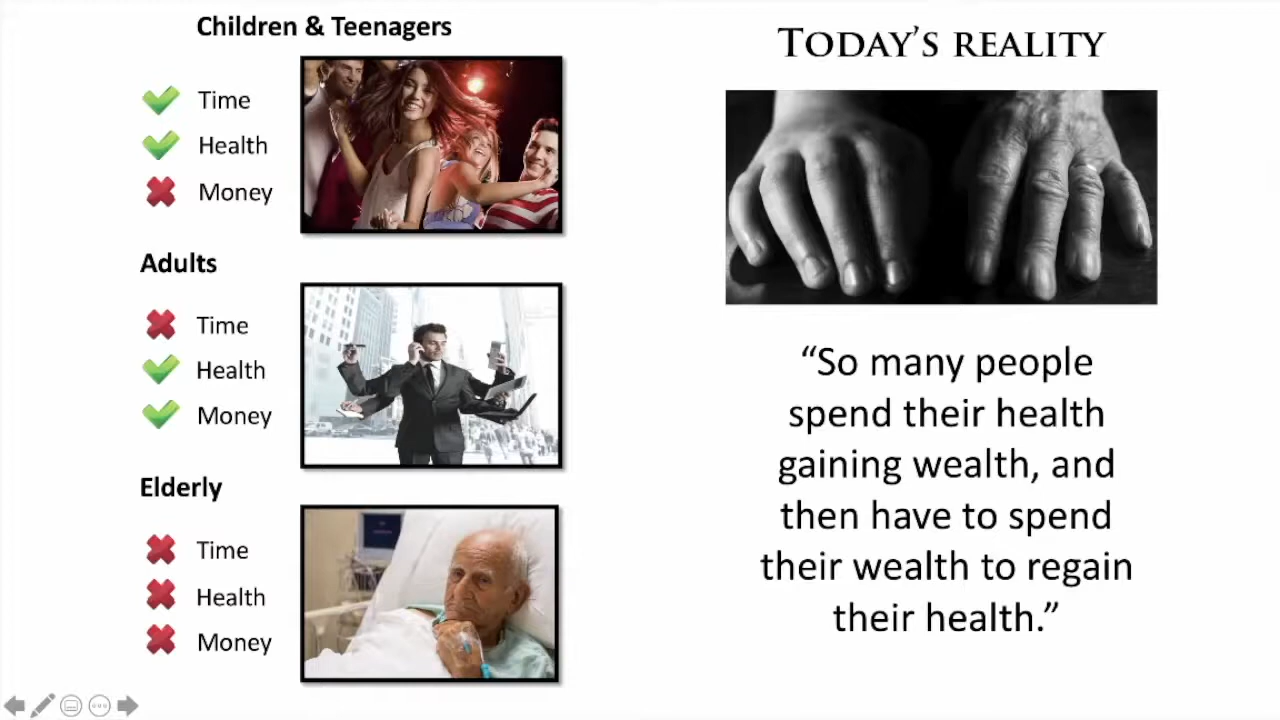 Children & Teenagers
Time
Health
Money
Adults
Time
Health
Money
Elderly
Time
Health
Money
TODAY'S REALITY
“So many people
spend their health
gaining wealth, and
then have to spend
their wealth to regain
their health.”